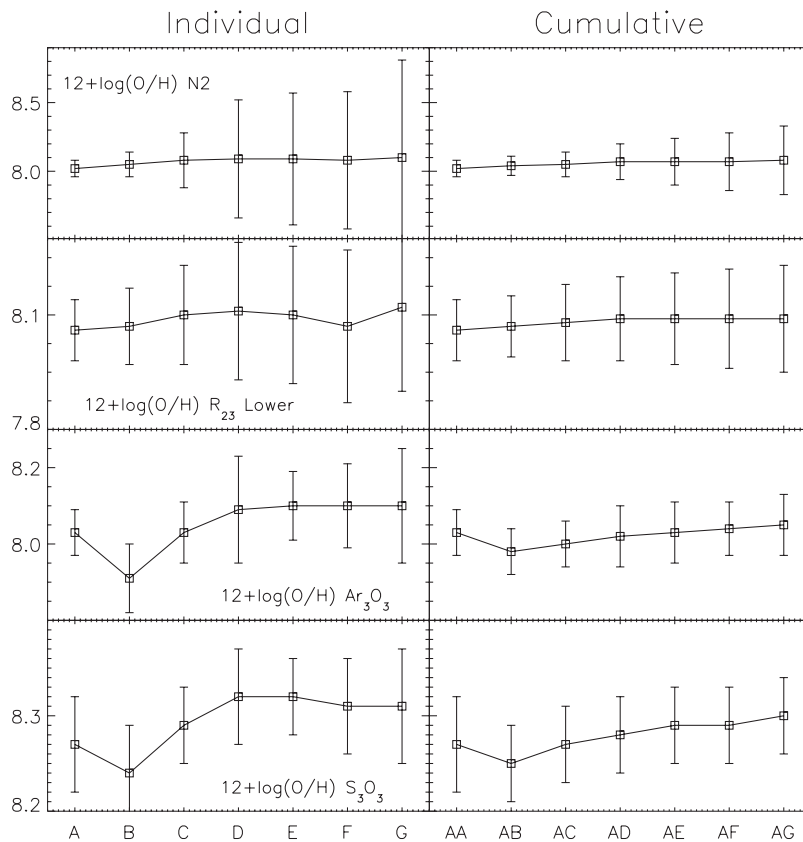 Individual Cumulative
12+log(O/H) N2
8.5
8.0
8.1
12+log(O/H) R23 Lower
7.8
8.2
8.0
12+log(O/H) Ar3O3
8.3
12+log(O/H) S3O3
8.2
A B C D E F G AA AB AC AD AE AF AG